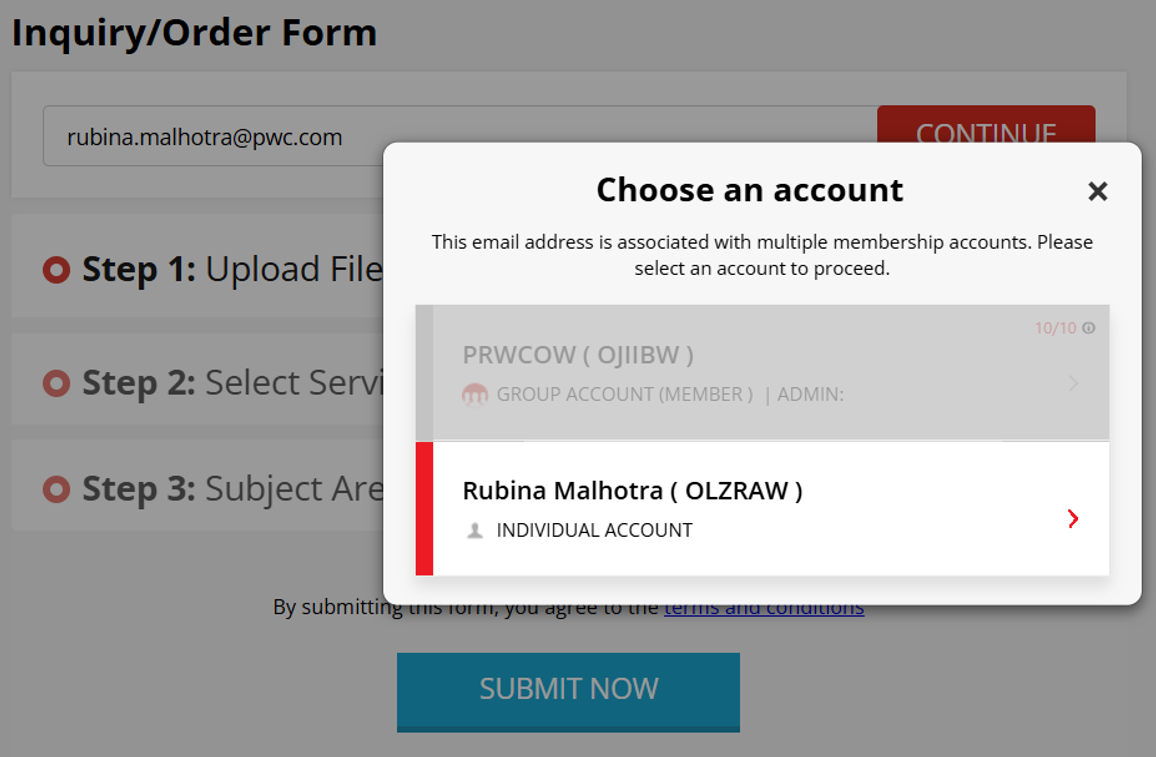 Inquiry/Order Form
rubina.malhotra@pwc.com
CONTINUE
Choose an account
This email address is associated with multiple membership accounts. Please
select an account to proceed.
10/10
PRWCOW ( OJIIBW )
GROUP ACCOUNT (MEMBER ) | ADMIN:
Rubina Malhotra ( OLZRAW )
INDIVIDUAL ACCOUNT
Step 1: Upload File
Step 2: Select Servi
Step 3: Subject Are
By submitting this form, you agree to the terms and conditions
SUBMIT NOW